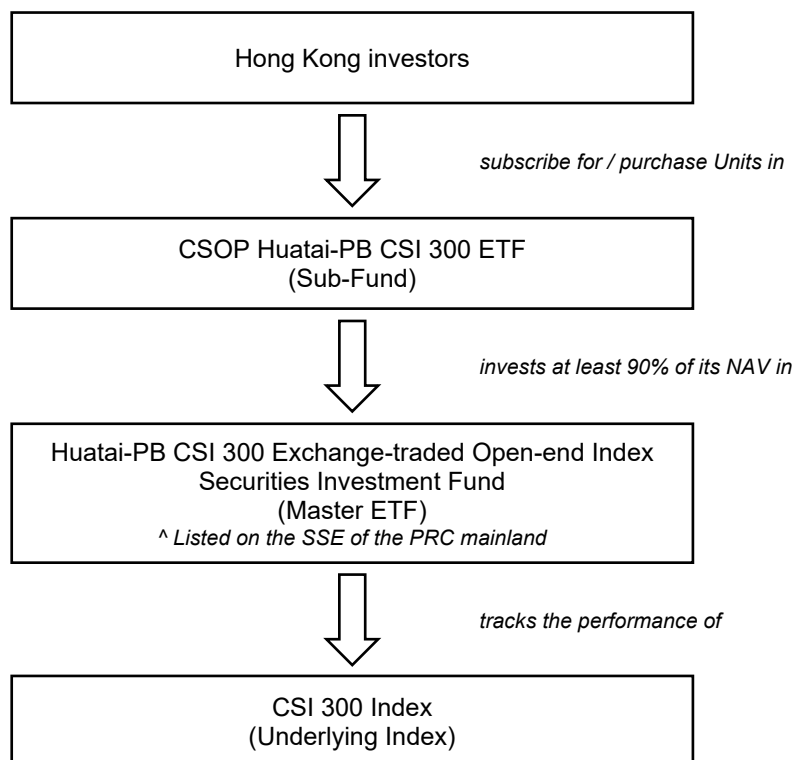 Hong Kong investors
subscribe for / purchase Units in
CSOP Huatai-PB CSI 300 ETF
(Sub-Fund)
invests at least 90% of its NAV in
Huatai-PB CSI 300 Exchange-traded Open-end Index
Securities Investment Fund
(Master ETF)
^ Listed on the SSE of the PRC mainland
tracks the performance of
CSI 300 Index
(Underlying Index)